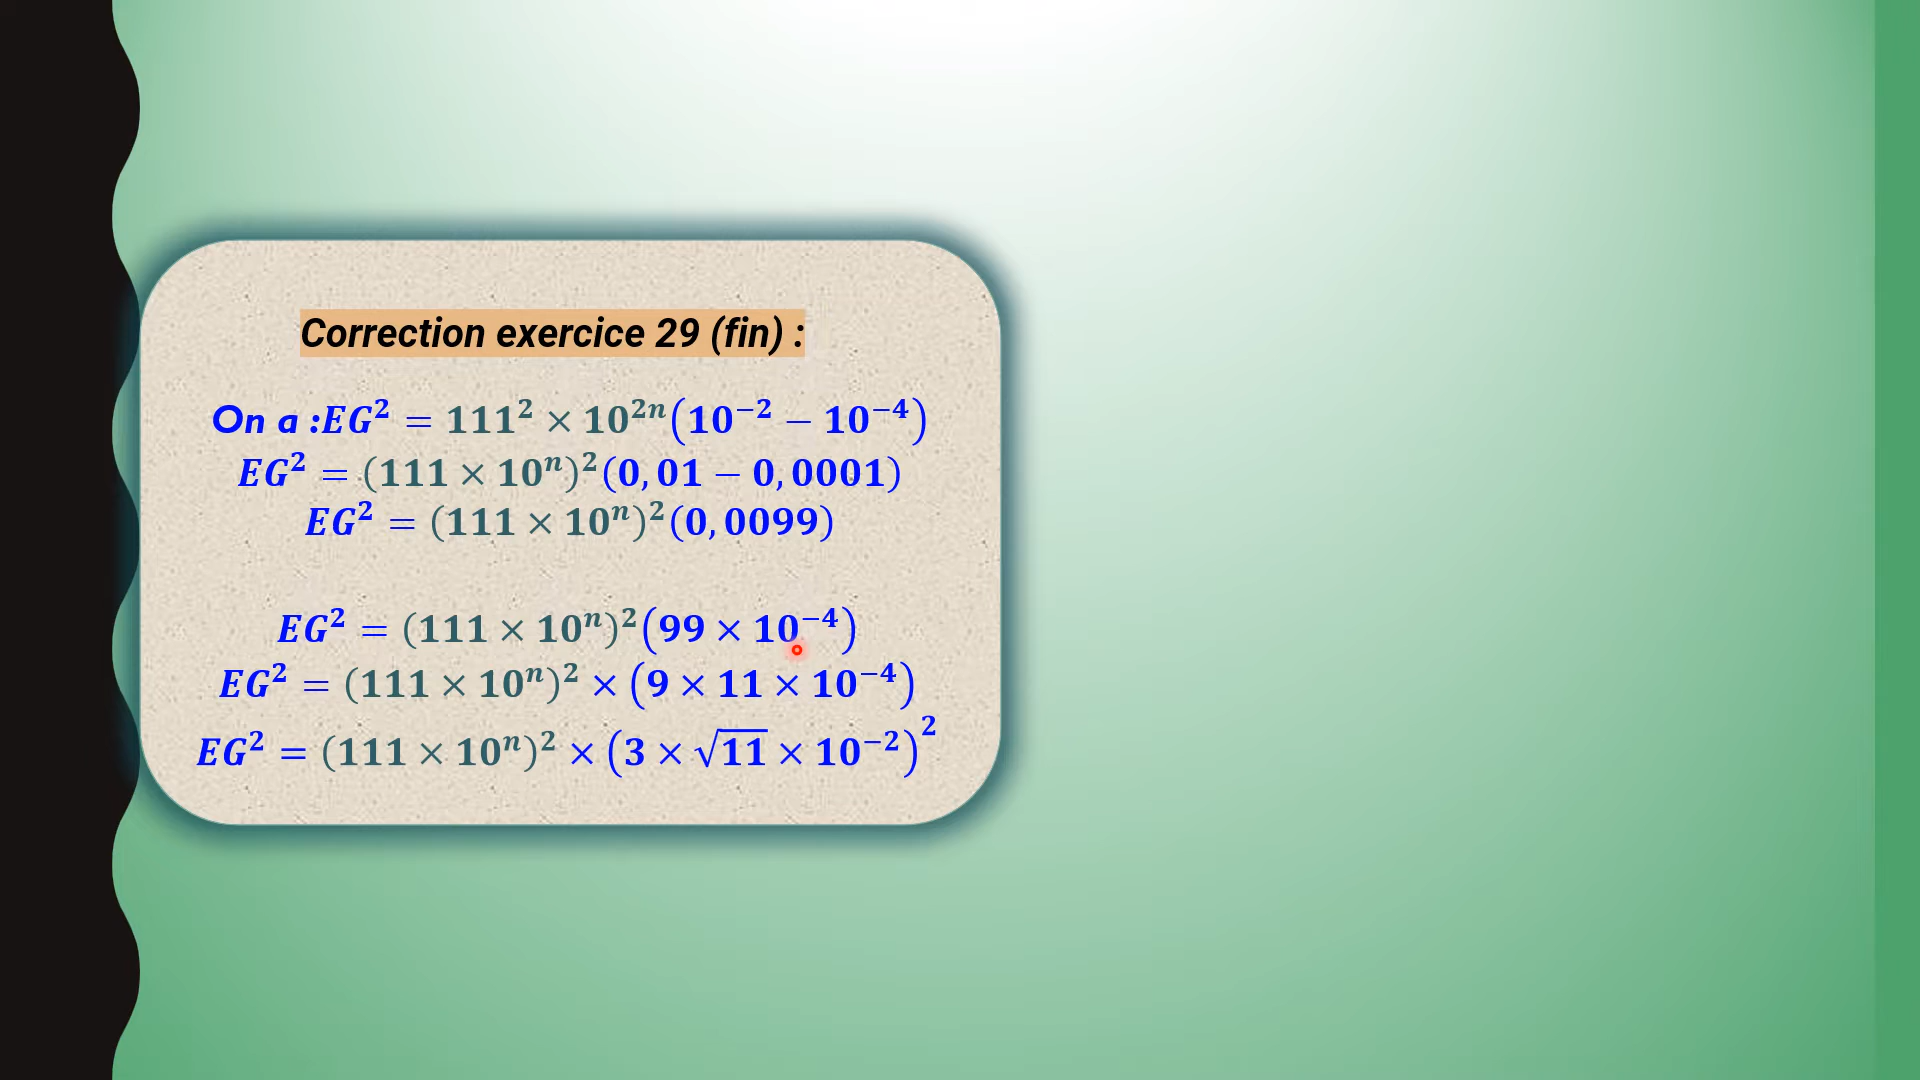 Correction exercice 29 (fin) :
On a :EG² = 111² × 10²ⁿ(10⁻² − 10⁻⁴)
EG² = (111 × 10ⁿ)²(0,01 − 0,0001)
EG² = (111 × 10ⁿ)²(0,0099)
EG² = (111 × 10ⁿ)²(99 × 10⁻⁴)
EG² = (111 × 10ⁿ)² × (9 × 11 × 10⁻⁴)
EG² = (111 × 10ⁿ)² × (3 × √11 × 10⁻²)²